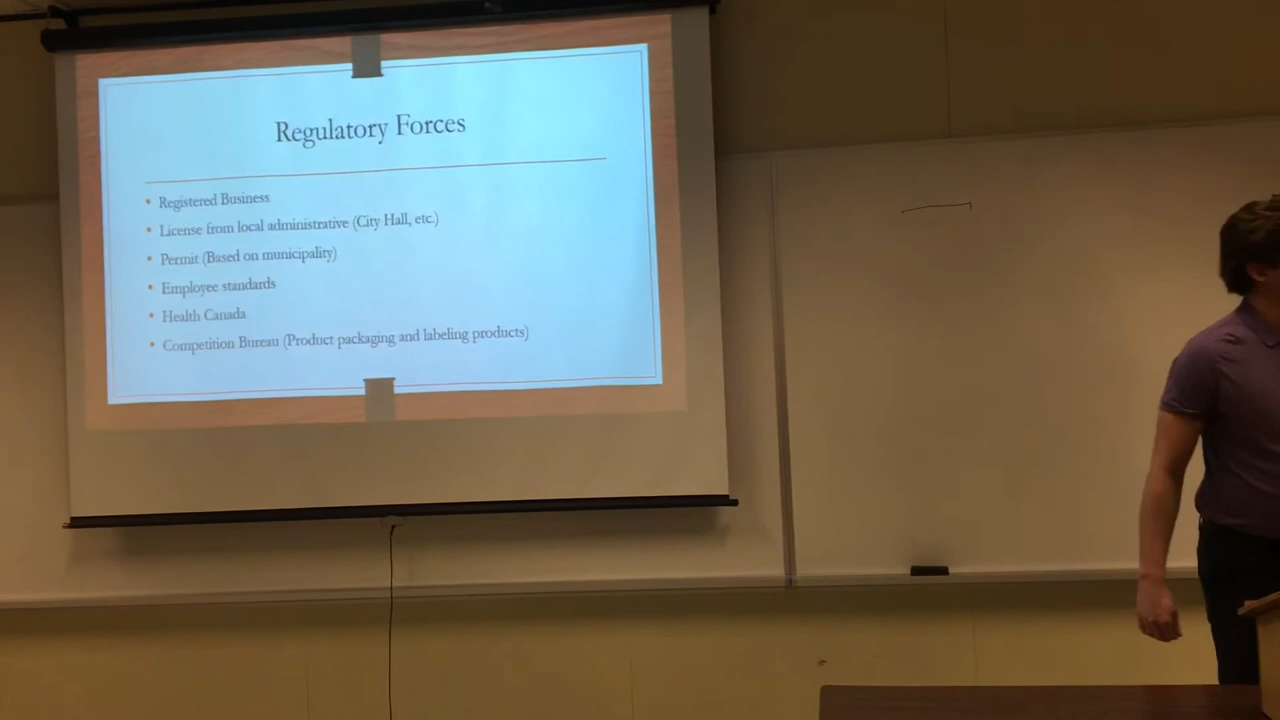 Regulatory Forces
• Registered Business
• License from local administrative (City Hall, etc.)
• Permit (Based on municipality)
• Employee standards
• Health Canada
• Competition Bureau (Product packaging and labeling products)